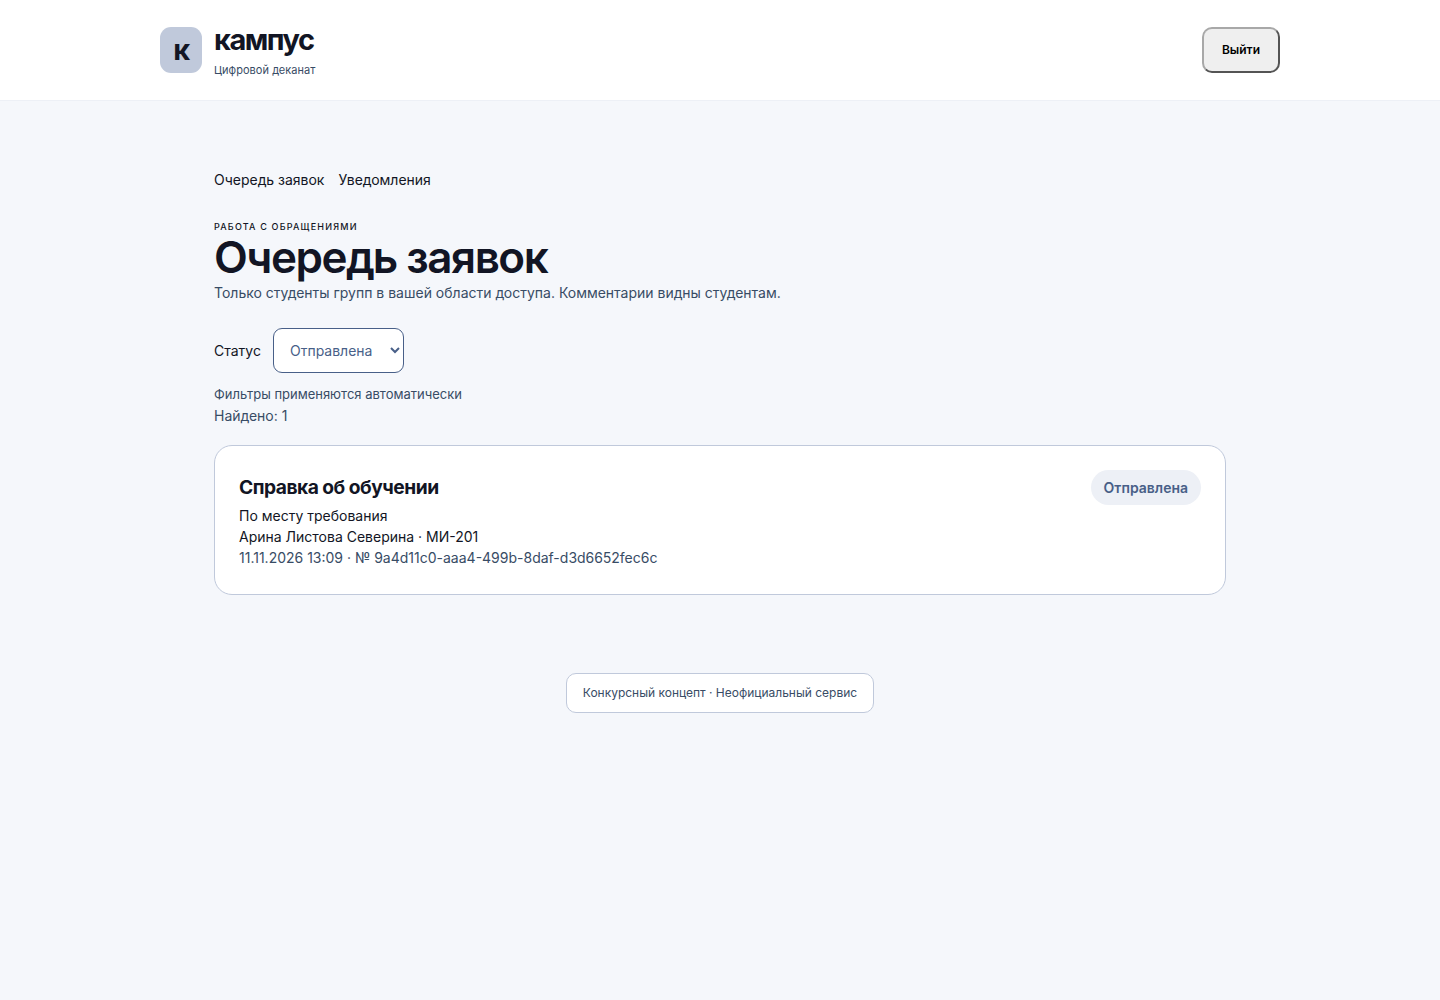 к
кампус
Цифровой деканат
Выйти
Очередь заявок Уведомления
РАБОТА С ОБРАЩЕНИЯМИ
Очередь заявок
Только студенты групп в вашей области доступа. Комментарии видны студентам.
Статус Отправлена
Фильтры применяются автоматически
Найдено: 1
Справка об обучении
Отправлена
По месту требования
Арина Листова Северина · МИ-201
11.11.2026 13:09 · № 9a4d11c0-aaa4-499b-8daf-d3d6652fec6c
Конкурсный концепт · Неофициальный сервис